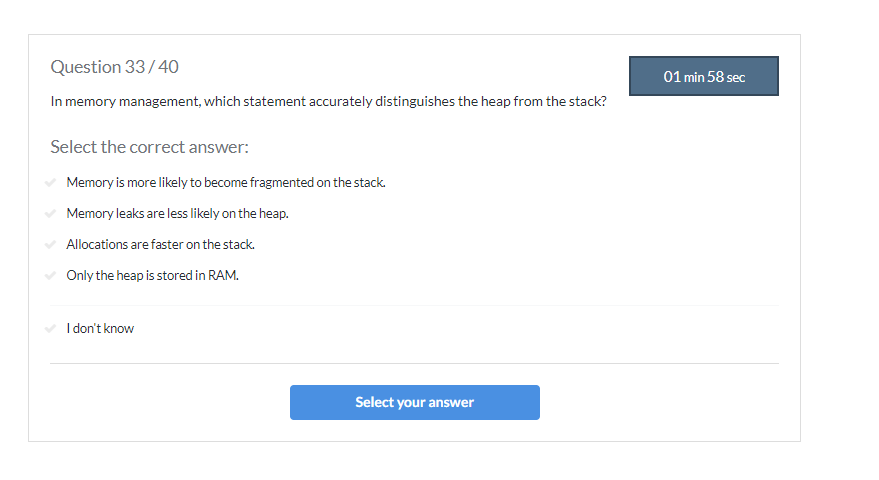 Question 33 / 40
01 min 58 sec
In memory management, which statement accurately distinguishes the heap from the stack?
Select the correct answer:
Memory is more likely to become fragmented on the stack.
Memory leaks are less likely on the heap.
Allocations are faster on the stack.
Only the heap is stored in RAM.
I don't know
Select your answer